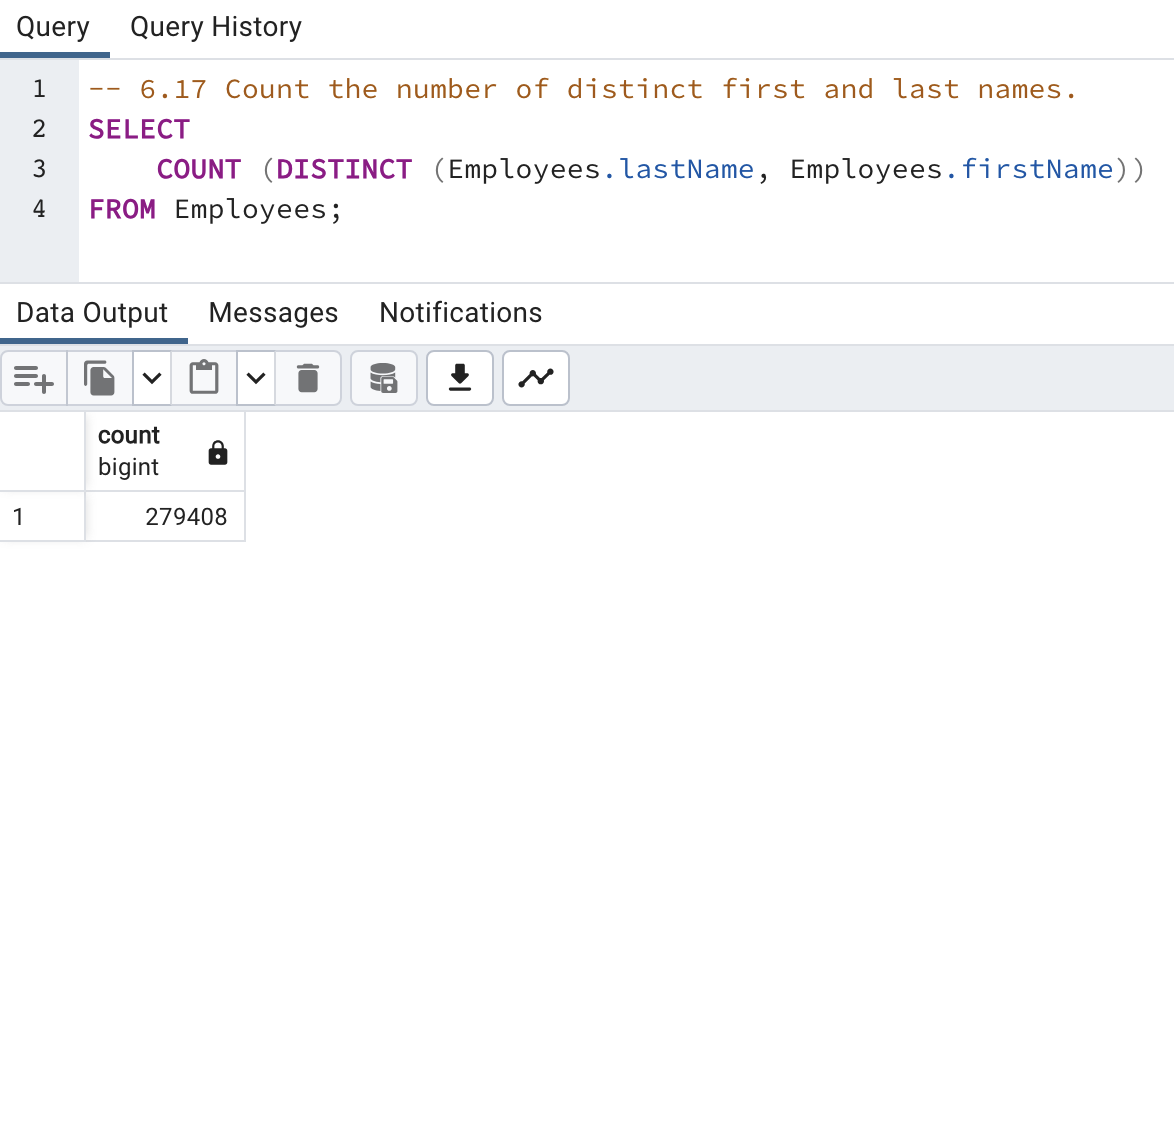 Query Query History
1 -- 6.17 Count the number of distinct first and last names.
2 SELECT
3 COUNT (DISTINCT (Employees.lastName, Employees.firstName))
4 FROM Employees;
Data Output Messages Notifications
count
bigint
1 279408